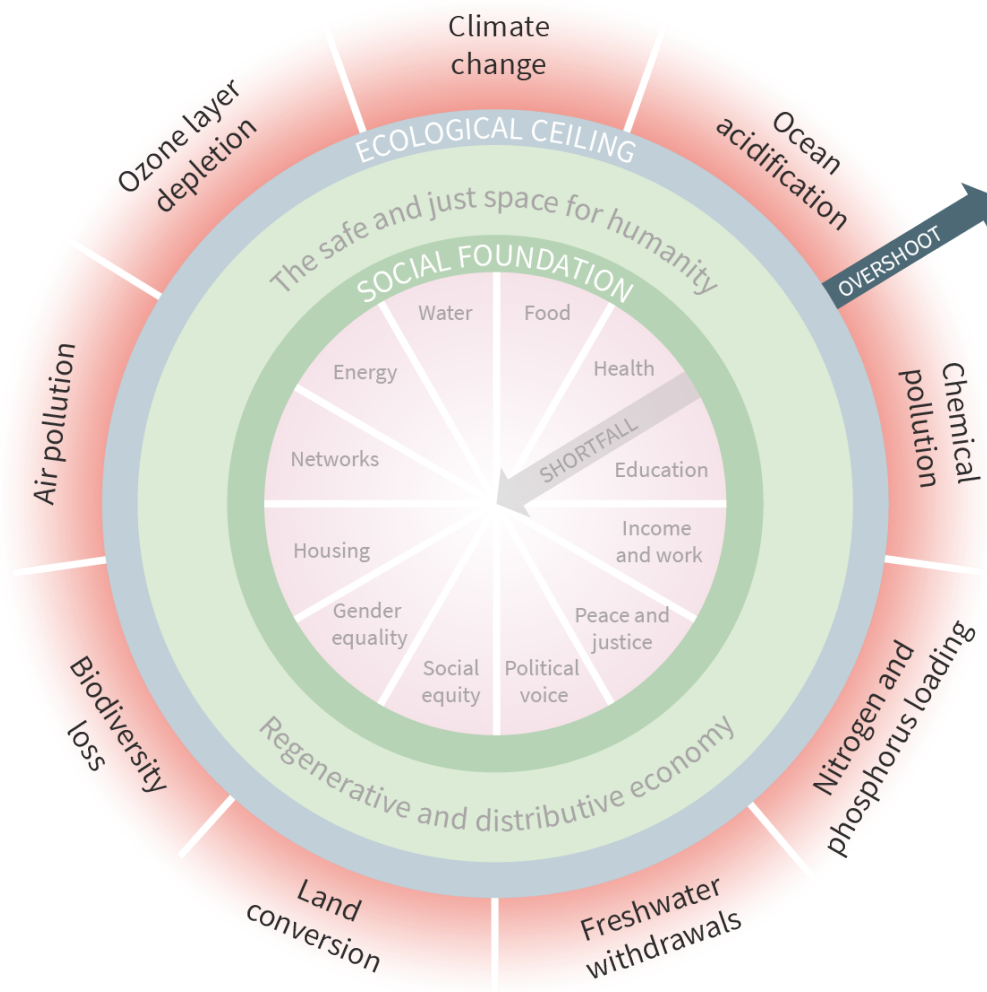 Climate
change
Ocean
acidification
Chemical
pollution
Nitrogen and
phosphorus loading
Freshwater
withdrawals
Land
conversion
Biodiversity
loss
Air pollution
Ozone layer
depletion
OVERSHOOT
ECOLOGICAL CEILING
The safe and just space for humanity
SOCIAL FOUNDATION
Water
Food
Health
SHORTFALL
Education
Income
and work
Peace and
justice
Political
voice
Social
equity
Gender
equality
Housing
Networks
Energy
Regenerative and distributive economy